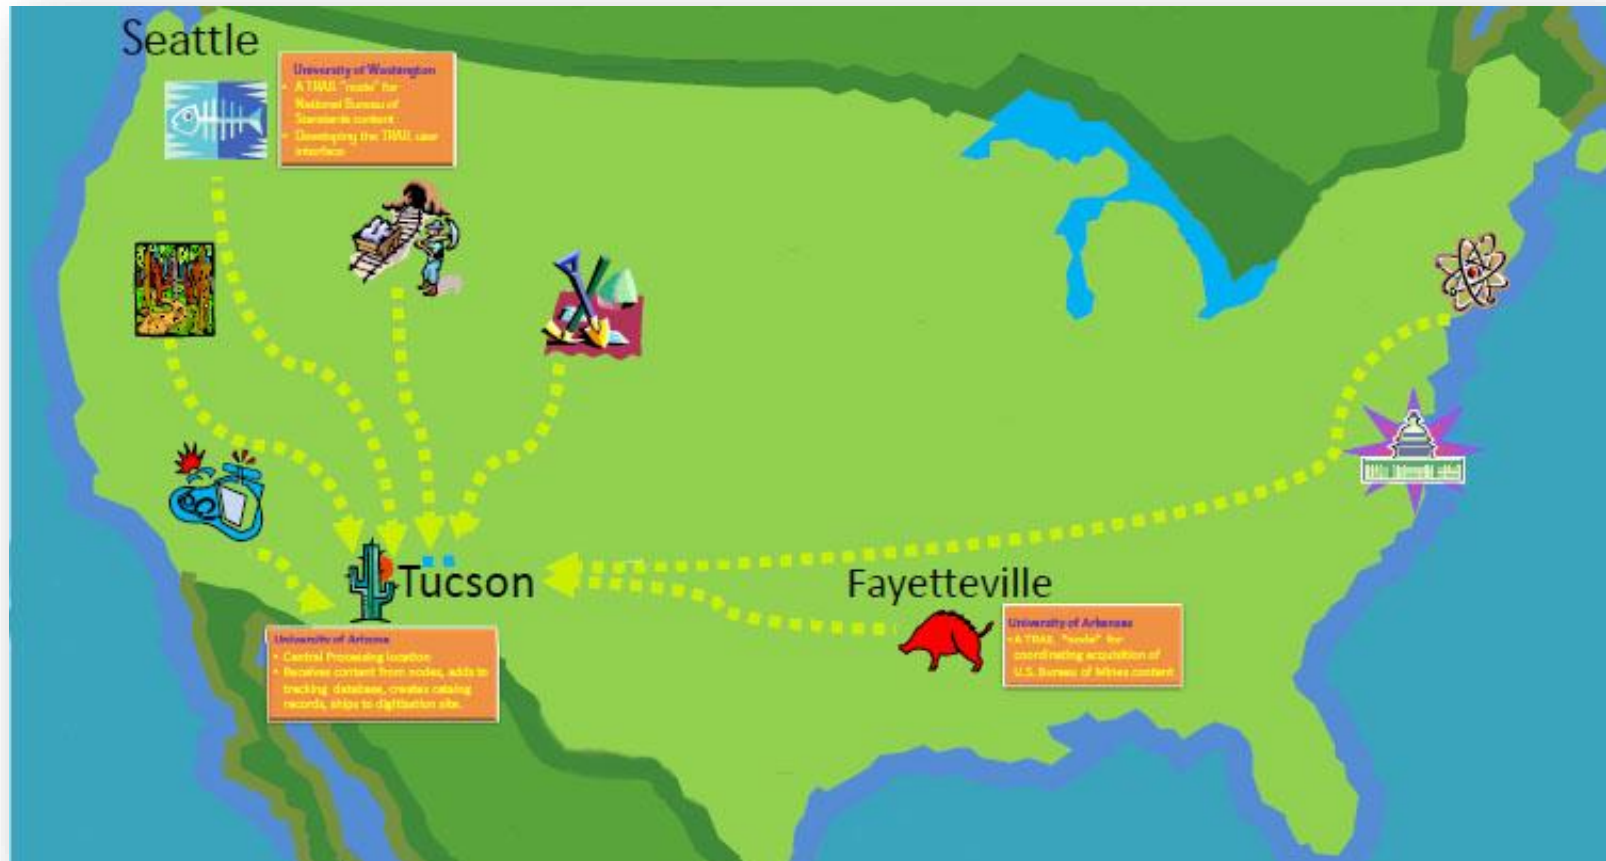 Seattle
University of Washington
• A TRAIL "node" for
National Bureau of
Standards content
• Developing the TRAIL user
interface
Tucson
University of Arizona
• Central Processing location
• Receives content from nodes, adds to
tracking database, creates catalog
records, ships to digitization site.
Fayetteville
University of Arkansas
• A TRAIL "node" for
coordinating acquisition of
U.S. Bureau of Mines content